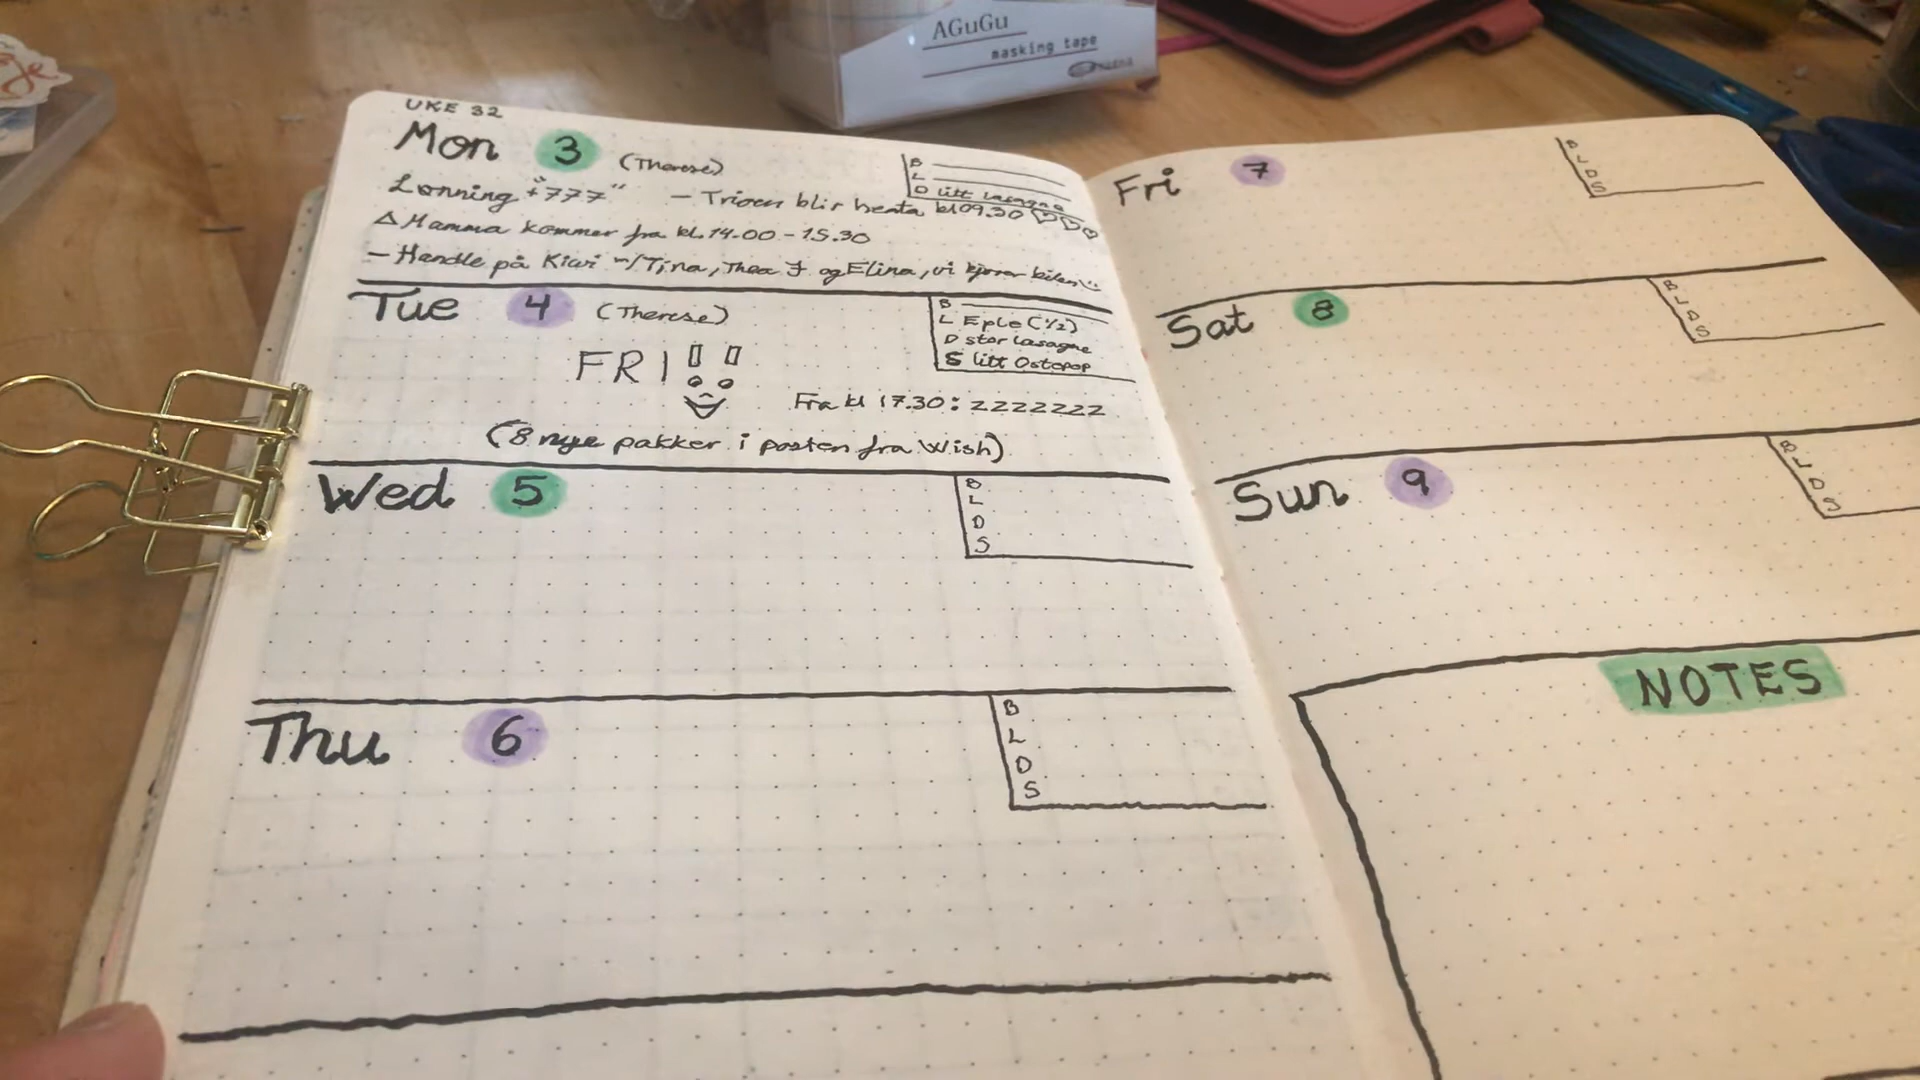 AGuGu
masking tape
UKE 32
Mon 3 (Therese)
B
L
D litt lasagne
Lønning "+777" - Trioen blir henta kl 09.30
△ Mamma kommer fra kl. 14.00 - 15.30
- Handle på Kiwi m/Tina, Thea J og Elina, vi kjører bilen
Tue 4 (Therese)
B
L Eple (1/2)
D stor lasagne
S litt Ostepop
FRI!!
Fra kl 17.30: ZZZZZZZ
(8 nye pakker i posten fra Wish)
Wed 5
B
L
D
S
Thu 6
B
L
D
S
Fri 7
B
L
D
S
Sat 8
B
L
D
S
Sun 9
B
L
D
S
NOTES